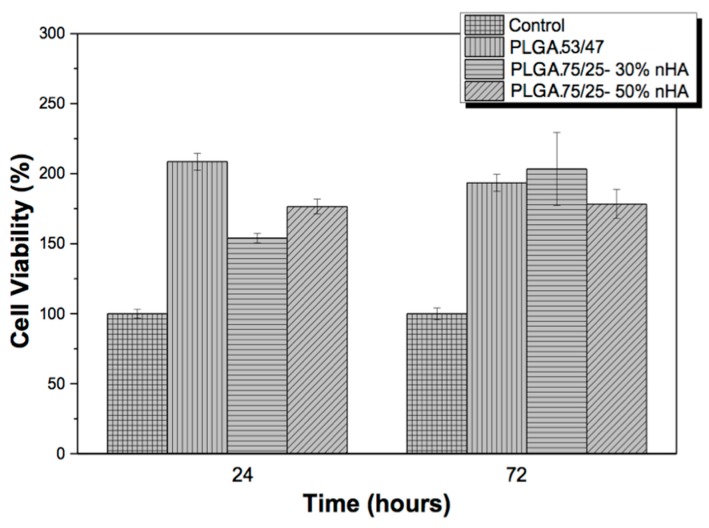 Control
PLGA.53/47
PLGA.75/25- 30% nHA
PLGA.75/25- 50% nHA
300
250
200
150
100
50
0
Cell Viability (%)
24
72
Time (hours)